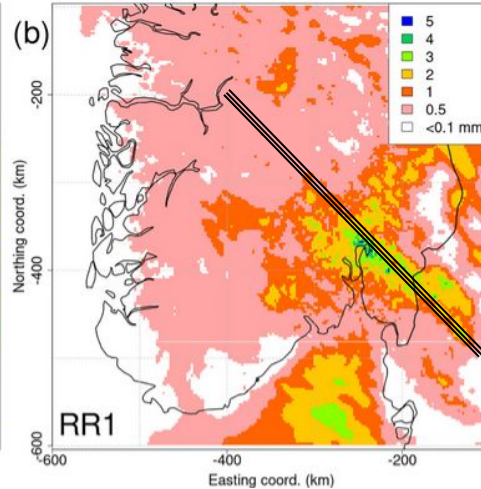 (b)
5
4
3
2
1
0.5
<0.1 mm
-200
-400
-600
Northing coord. (km)
RR1
-600
-400
-200
Easting coord. (km)